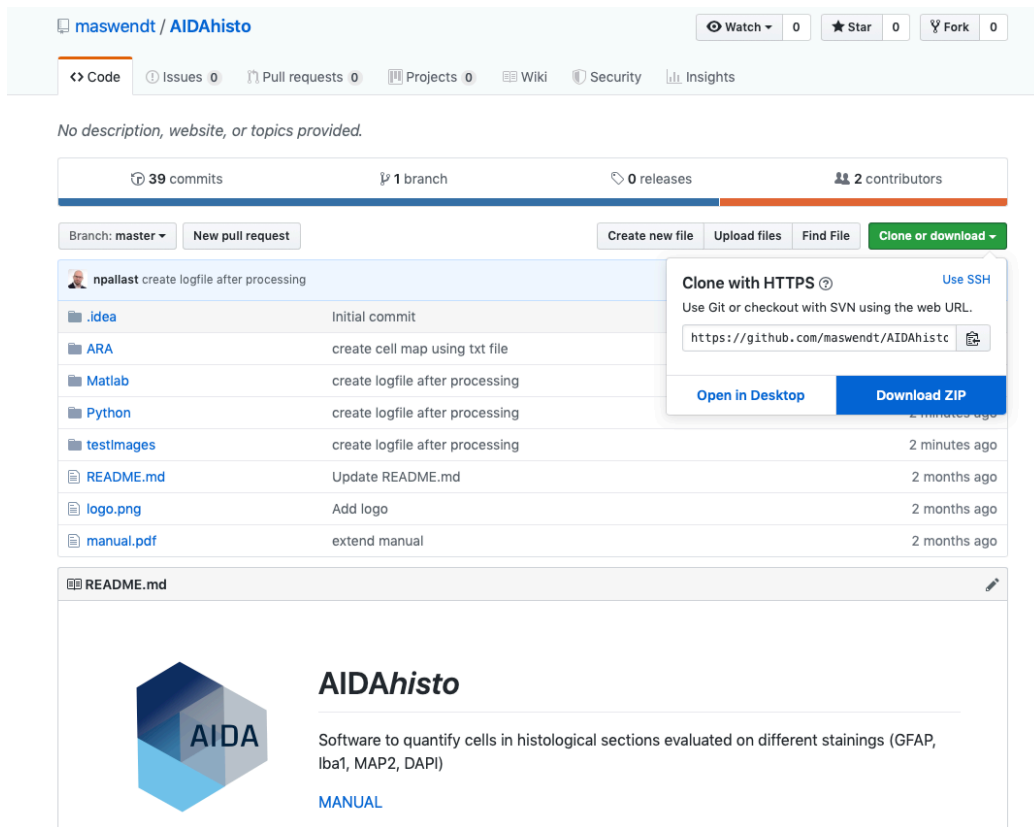 maswendt / AIDAhisto
Watch 0 Star 0 Fork 0
Code Issues 0 Pull requests 0 Projects 0 Wiki Security Insights
No description, website, or topics provided.
39 commits 1 branch 0 releases 2 contributors
Branch: master New pull request Create new file Upload files Find File Clone or download
npallast create logfile after processing
Clone with HTTPS Use SSH
Use Git or checkout with SVN using the web URL.
https://github.com/maswendt/AIDAhisto
Open in Desktop Download ZIP
.idea Initial commit
ARA create cell map using txt file
Matlab create logfile after processing
Python create logfile after processing 2 minutes ago
testImages create logfile after processing 2 minutes ago
README.md Update README.md 2 months ago
logo.png Add logo 2 months ago
manual.pdf extend manual 2 months ago
README.md
AIDA
AIDAhisto
Software to quantify cells in histological sections evaluated on different stainings (GFAP,
Iba1, MAP2, DAPI)
MANUAL